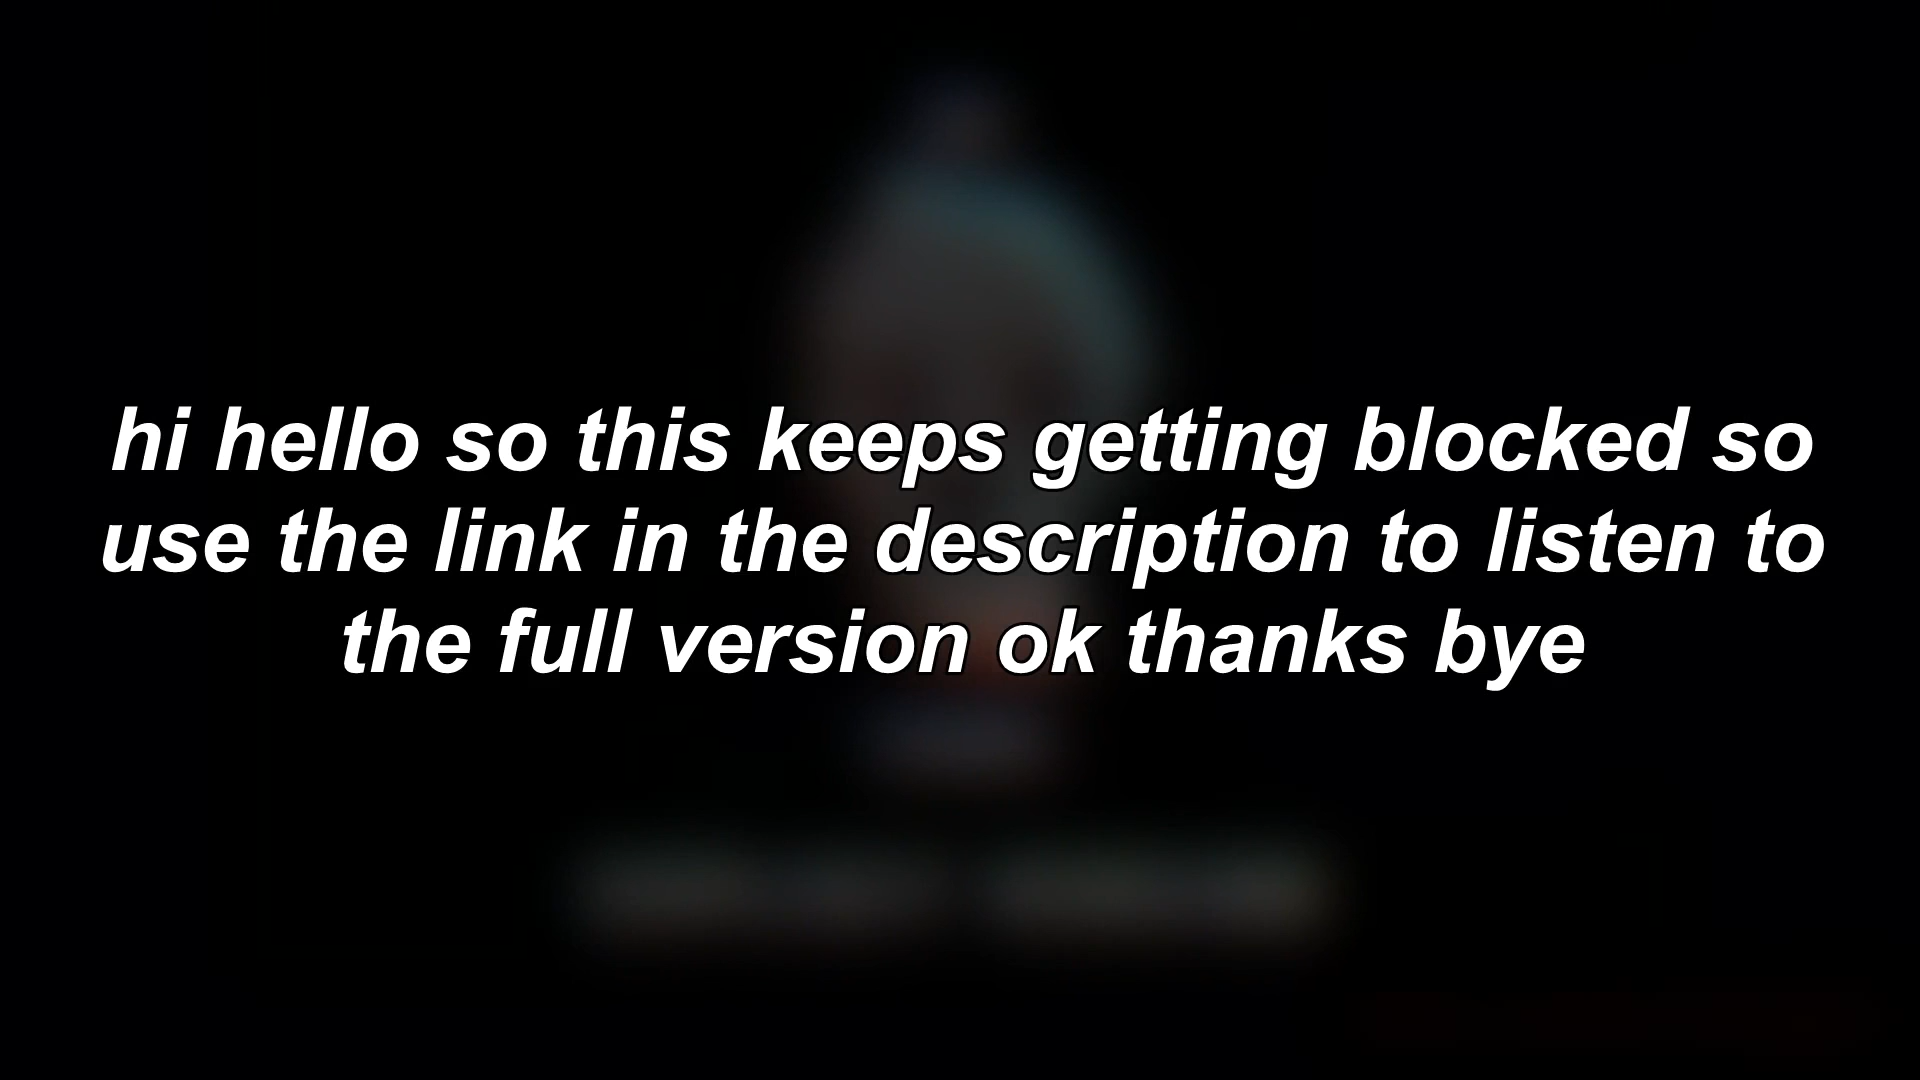 hi hello so this keeps getting blocked so
use the link in the description to listen to
the full version ok thanks bye